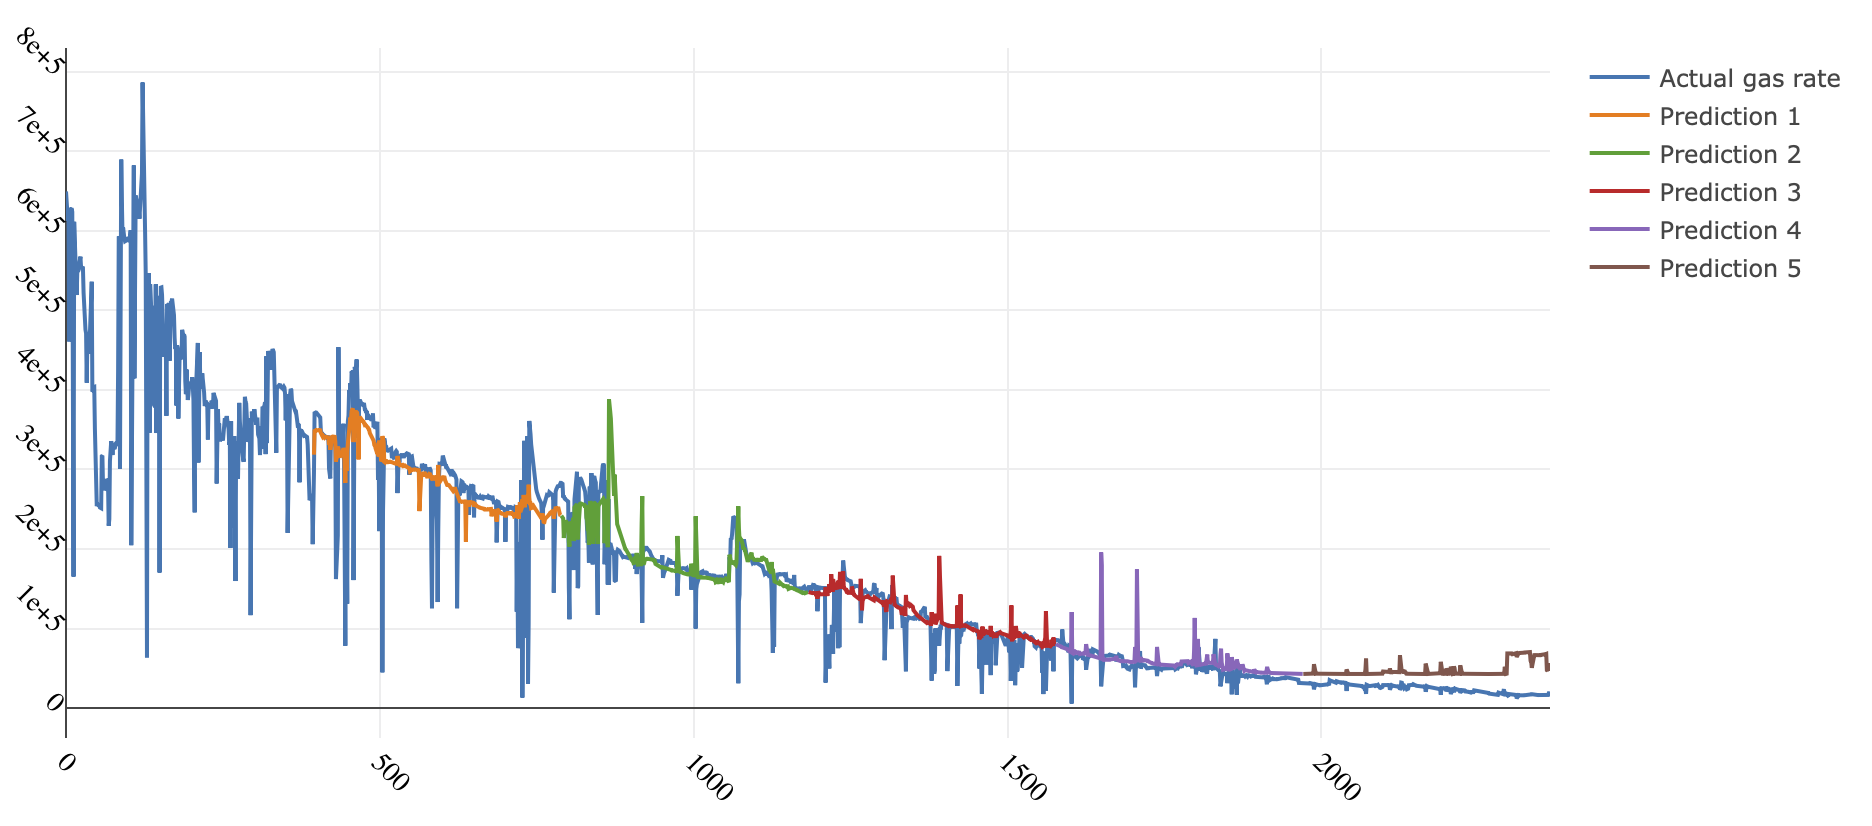 8e+5
7e+5
6e+5
5e+5
4e+5
3e+5
2e+5
1e+5
0
0
500
1000
1500
2000
Actual gas rate
Prediction 1
Prediction 2
Prediction 3
Prediction 4
Prediction 5